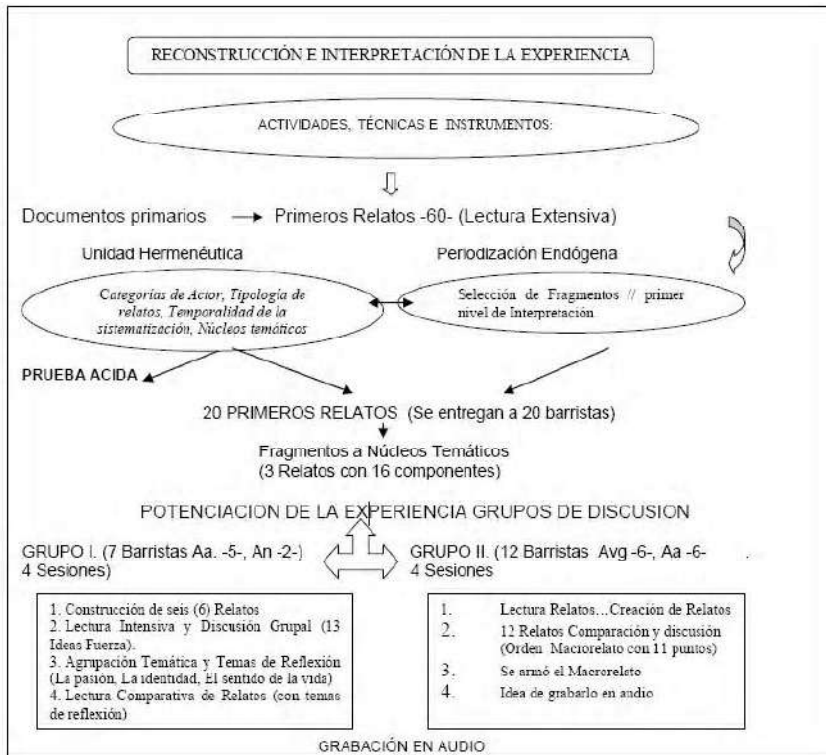 RECONSTRUCCIÓN E INTERPRETACIÓN DE LA EXPERIENCIA
ACTIVIDADES, TÉCNICAS E INSTRUMENTOS:
Documentos primarios → Primeros Relatos -60- (Lectura Extensiva)
Unidad Hermenéutica
Periodización Endógena
Categorías de Actor, Tipología de
relatos, Temporalidad de la
sistematización, Núcleos temáticos
Selección de Fragmentos // primer
nivel de Interpretación
PRUEBA ACIDA
20 PRIMEROS RELATOS (Se entregan a 20 barristas)
Fragmentos a Núcleos Temáticos
(3 Relatos con 16 componentes)
POTENCIACION DE LA EXPERIENCIA GRUPOS DE DISCUSION
GRUPO I. (7 Barristas Aa. -5-, An -2-)
4 Sesiones)
GRUPO II. (12 Barristas Avg -6-, Aa -6-
4 Sesiones
1. Construcción de seis (6) Relatos
2. Lectura Intensiva y Discusión Grupal (13
Ideas Fuerza).
3. Agrupación Temática y Temas de Reflexión
(La pasión, La identidad, El sentido de la vida)
4. Lectura Comparativa de Relatos (con temas
de reflexión)
1. Lectura Relatos...Creación de Relatos
2. 12 Relatos Comparación y discusión
(Orden Macrorelato con 11 puntos)
3. Se armó el Macrorelato
4. Idea de grabarlo en audio
GRABACIÓN EN AUDIO